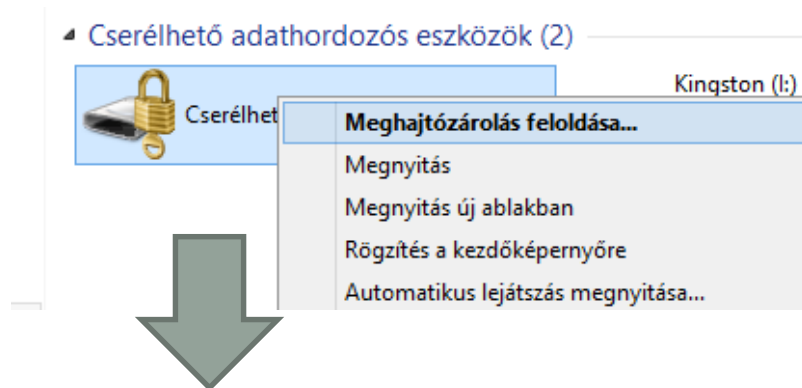 Cserélhető adathordozós eszközök (2)
Kingston (I:)
Cserélhet
Meghajtózárolás feloldása...
Megnyitás
Megnyitás új ablakban
Rögzítés a kezdőképernyőre
Automatikus lejátszás megnyitása...